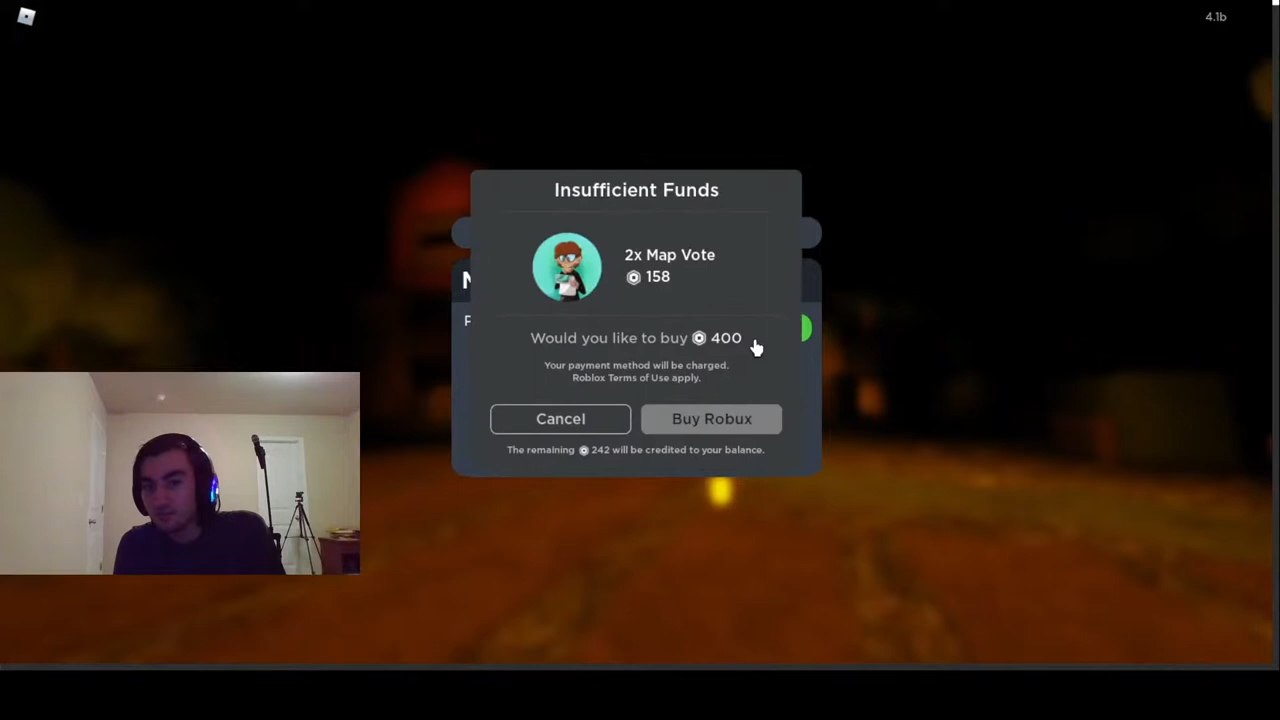 4.1b
Insufficient Funds
2x Map Vote
158
Would you like to buy 400
Your payment method will be charged.
Roblox Terms of Use apply.
Cancel
Buy Robux
The remaining 242 will be credited to your balance.